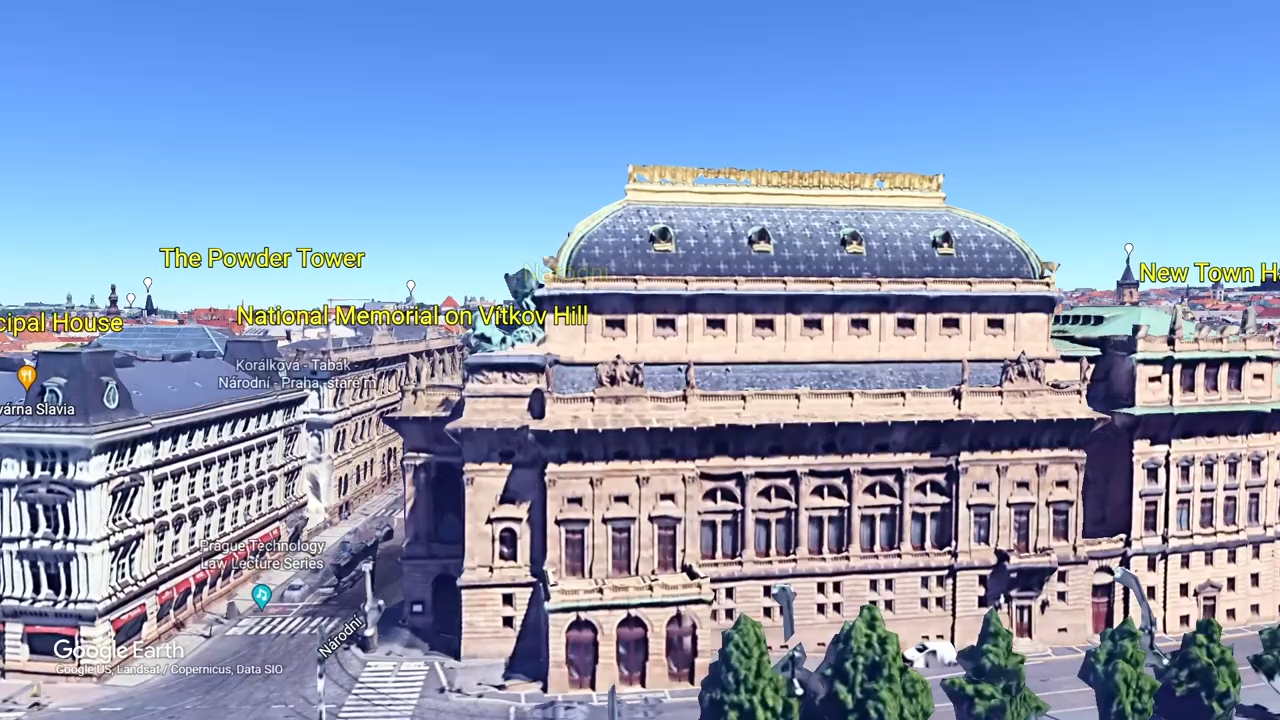 The Powder Tower
New Town H
National Memorial on Vítkov Hill
cipal House
Národní
Korálkova - Tabák -
Národní - Praha -staré m
várna Slavia
Prague Technology
Law Lecture Series
Národní
Google Earth
Google US, Landsat / Copernicus, Data SIO